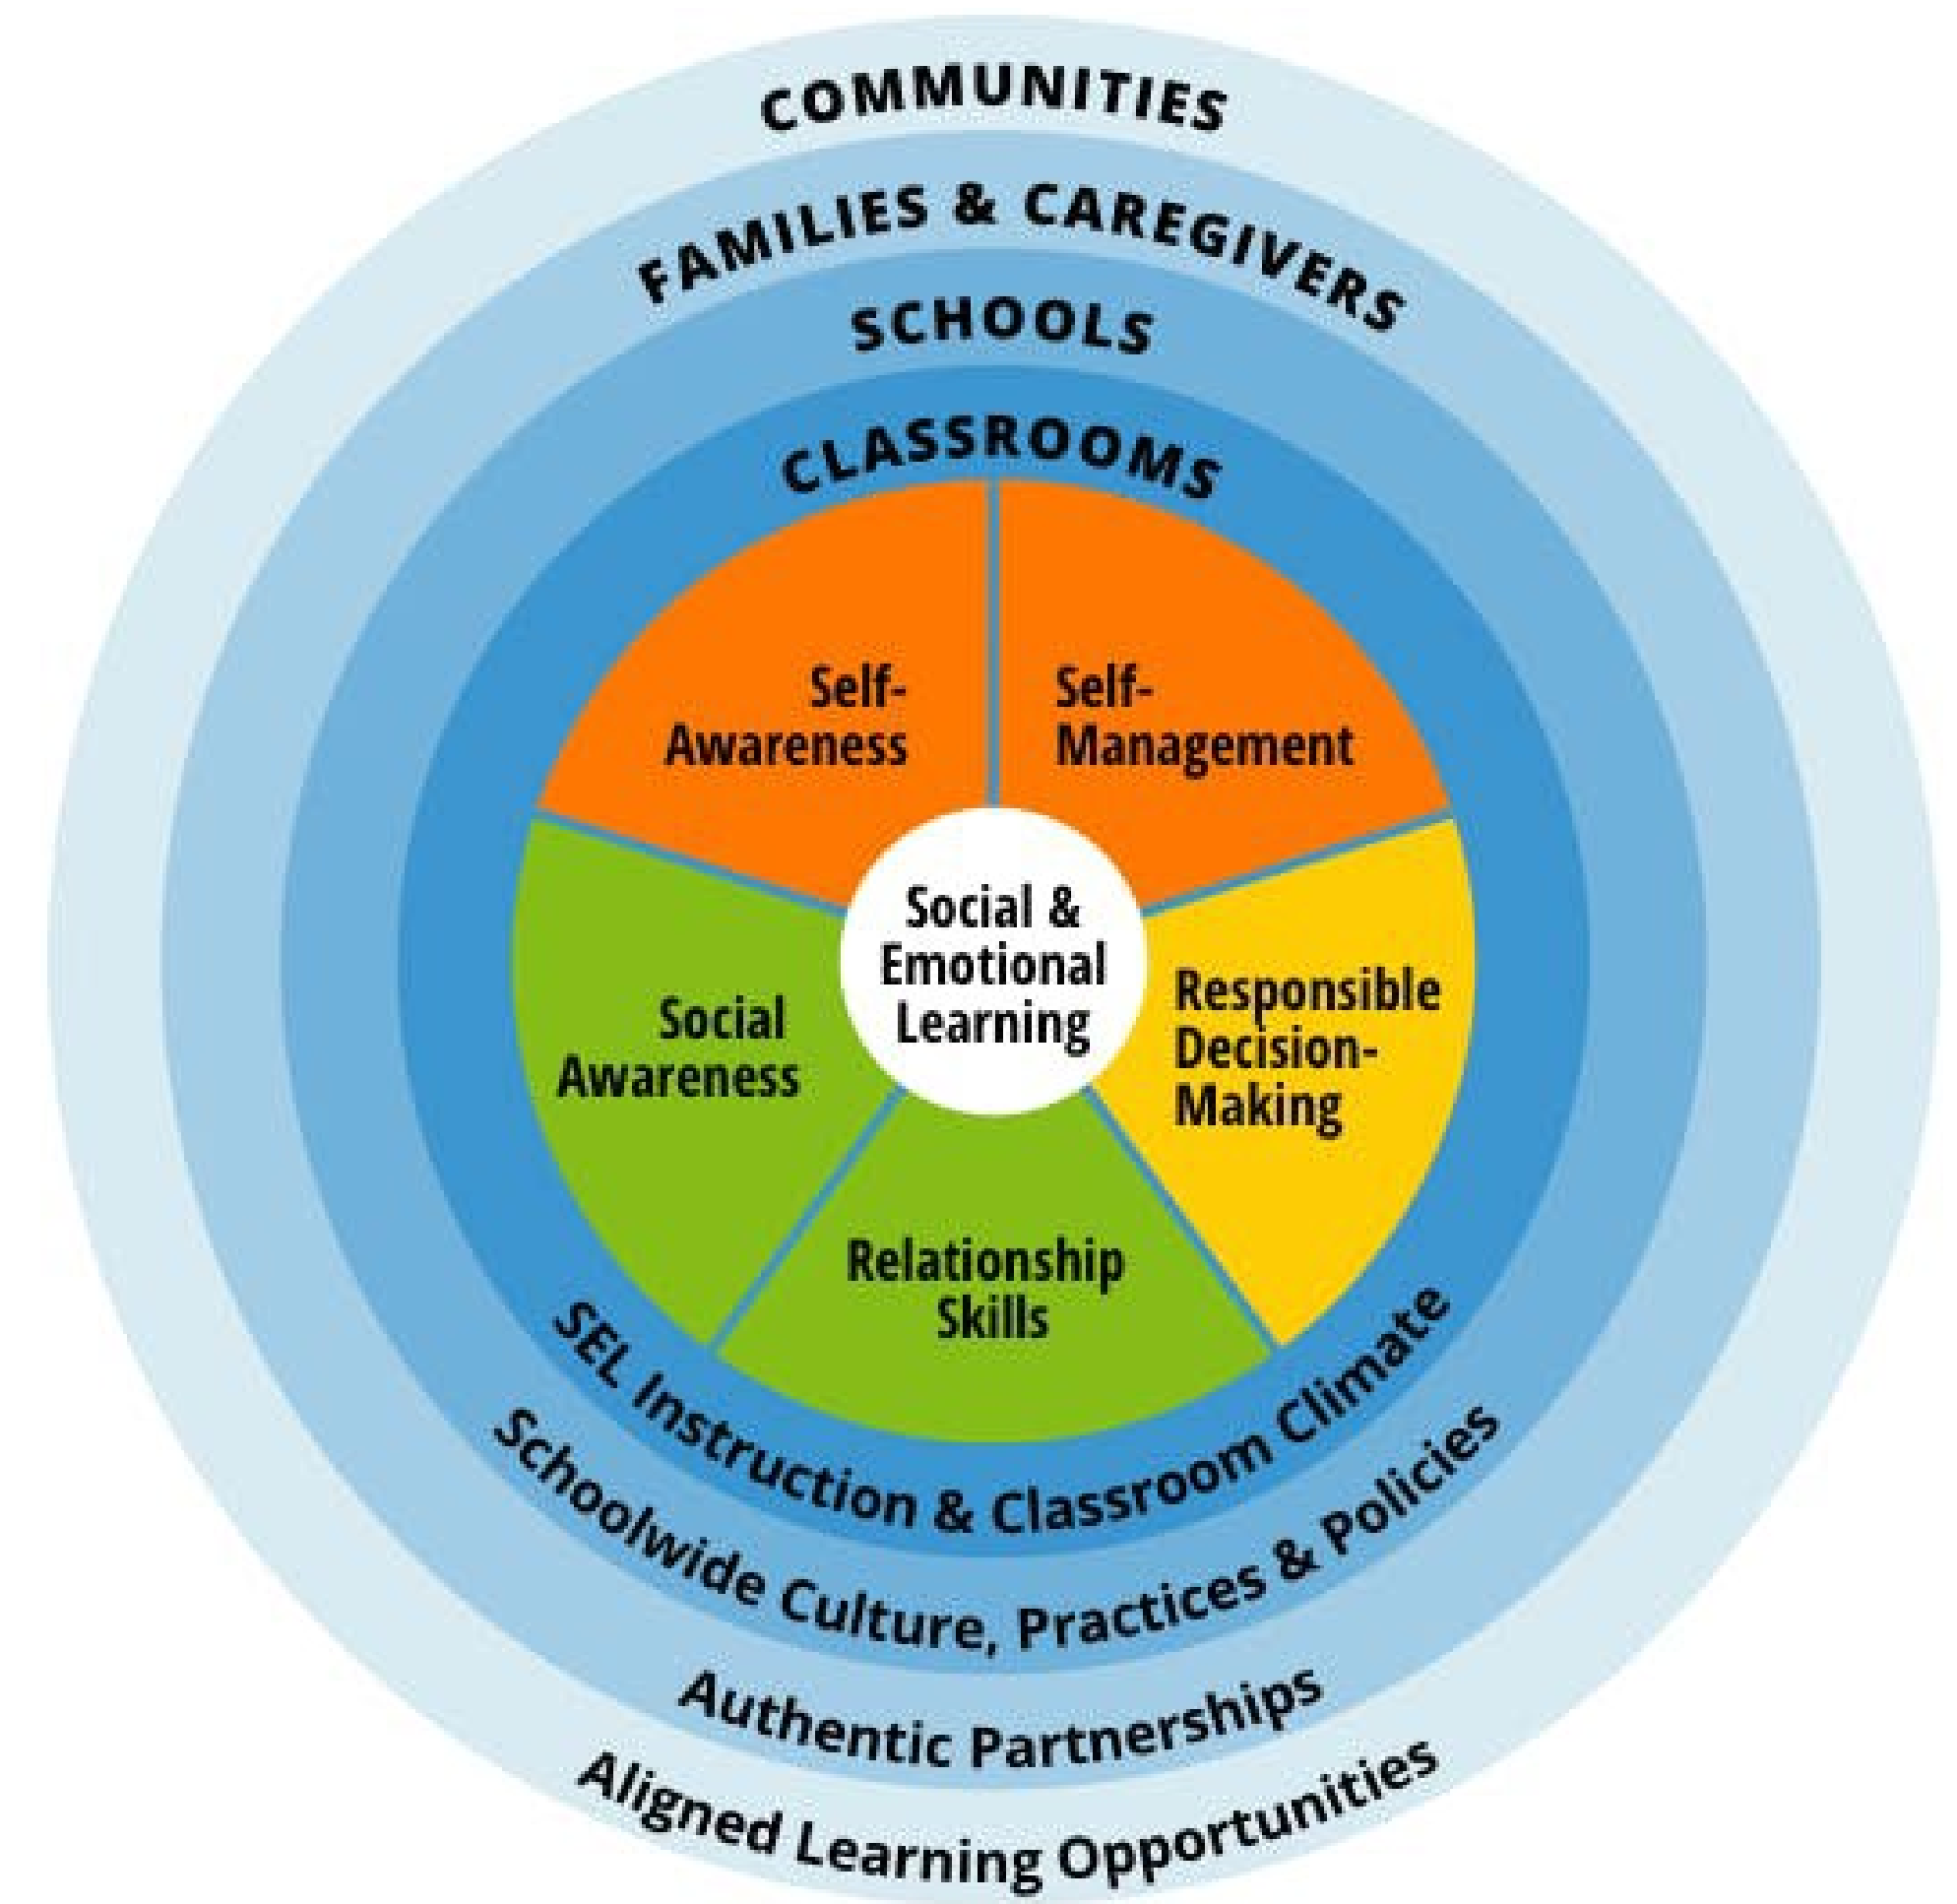 COMMUNITIES
FAMILIES & CAREGIVERS
SCHOOLS
CLASSROOMS
Self-
Awareness
Self-
Management
Social &
Emotional
Learning
Social
Awareness
Responsible
Decision-
Making
Relationship
Skills
SEL Instruction & Classroom Climate
Schoolwide Culture, Practices & Policies
Authentic Partnerships
Aligned Learning Opportunities